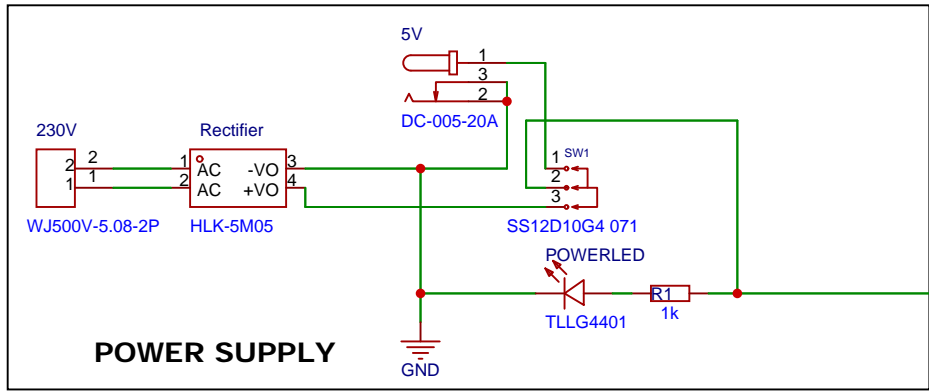 5V
1
3
2
DC-005-20A
230V
2
2
1
1
WJ500V-5.08-2P
Rectifier
1
AC
-VO
3
2
AC
+VO
4
HLK-5M05
1
SW1
2
3
SS12D10G4 071
POWERLED
TLLG4401
R1
1k
POWER SUPPLY
GND